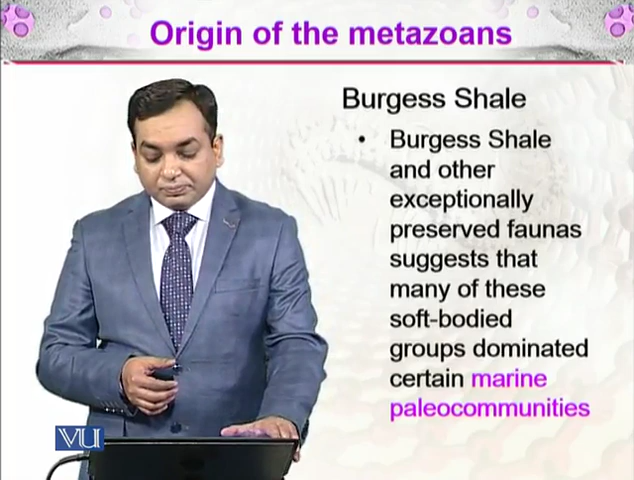 Origin of the metazoans
Burgess Shale
• Burgess Shale
and other
exceptionally
preserved faunas
suggests that
many of these
soft-bodied
groups dominated
certain marine
paleocommunities
VU